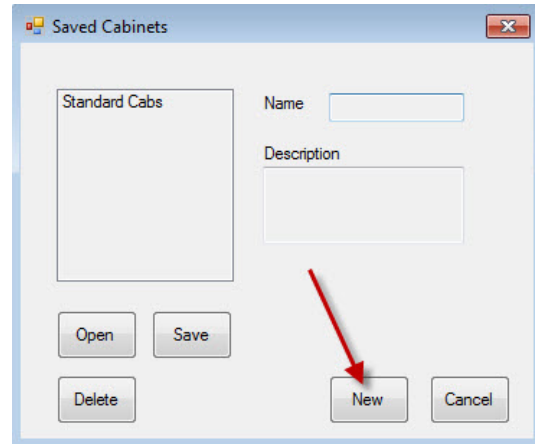 Saved Cabinets
Standard Cabs
Name
Description
Open
Save
Delete
New
Cancel